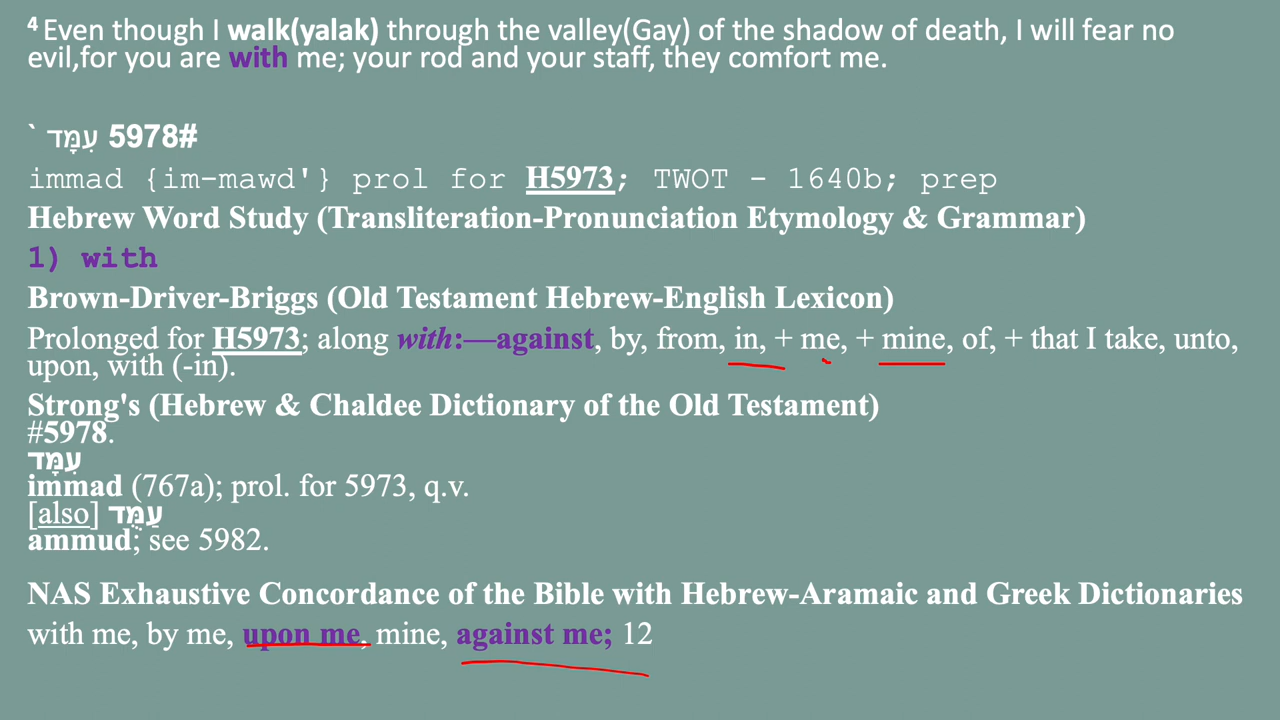 4 Even though I walk(yalak) through the valley(Gay) of the shadow of death, I will fear no
evil,for you are with me; your rod and your staff, they comfort me.
` עִמָּד 5978#
immad {im-mawd'} prol for H5973; TWOT - 1640b; prep
Hebrew Word Study (Transliteration-Pronunciation Etymology & Grammar)
1) with
Brown-Driver-Briggs (Old Testament Hebrew-English Lexicon)
Prolonged for H5973; along with:—against, by, from, in, + me, + mine, of, + that I take, unto,
upon, with (-in).
Strong's (Hebrew & Chaldee Dictionary of the Old Testament)
#5978.
עִמָּד
immad (767a); prol. for 5973, q.v.
[also] עַמֻּד
ammud; see 5982.
NAS Exhaustive Concordance of the Bible with Hebrew-Aramaic and Greek Dictionaries
with me, by me, upon me, mine, against me; 12